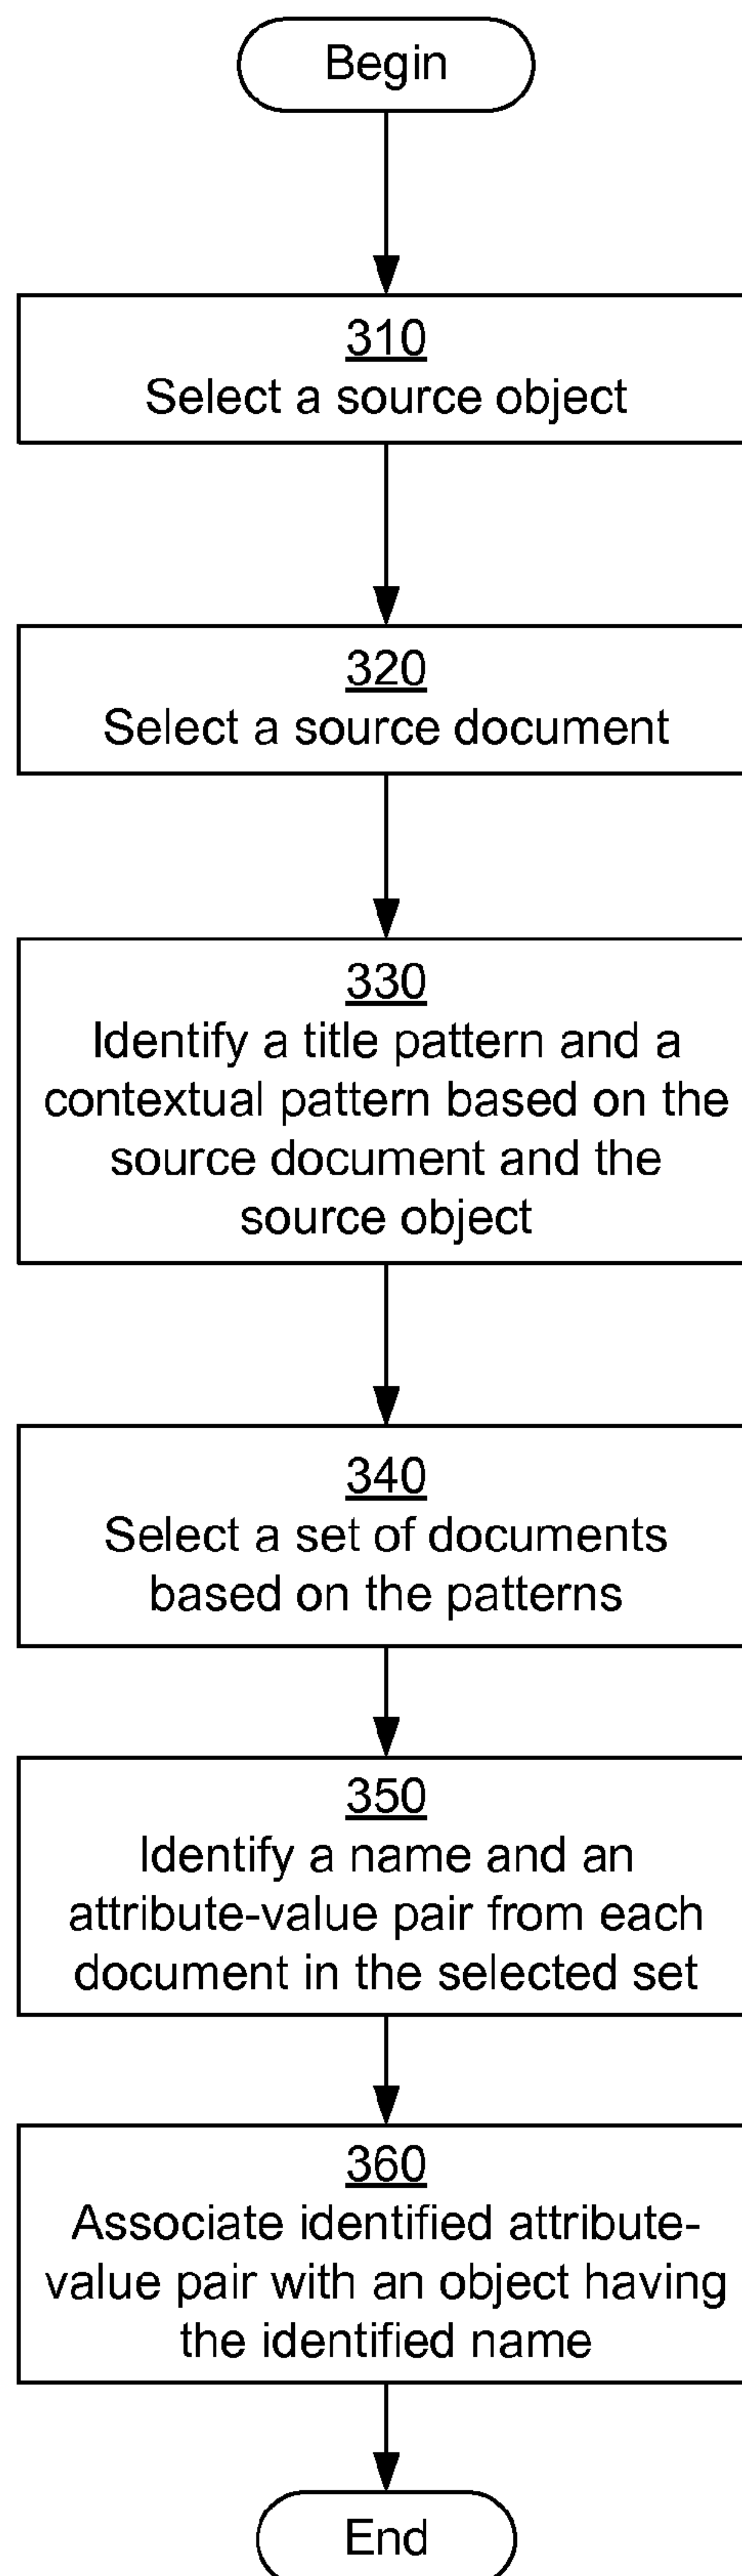 Begin
310
Select a source object
320
Select a source document
330
Identify a title pattern and a
contextual pattern based on the
source document and the
source object
340
Select a set of documents
based on the patterns
350
Identify a name and an
attribute-value pair from each
document in the selected set
360
Associate identified attribute-
value pair with an object having
the identified name
End